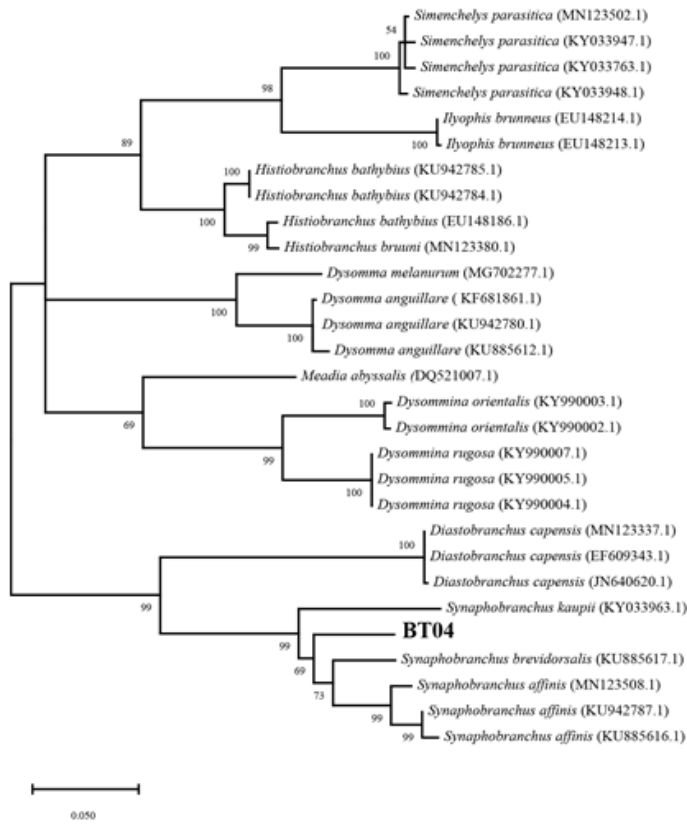 Simenchelys parasitica (MN123502.1)
54
Simenchelys parasitica (KY033947.1)
100
Simenchelys parasitica (KY033763.1)
98
Simenchelys parasitica (KY033948.1)
Ilyophis brunneus (EU148214.1)
89
100
Ilyophis brunneus (EU148213.1)
100
Histiobranchus bathybius (KU942785.1)
Histiobranchus bathybius (KU942784.1)
100
Histiobranchus bathybius (EU148186.1)
99
Histiobranchus bruuni (MN123380.1)
Dysomma melanurum (MG702277.1)
Dysomma anguillare ( KF681861.1)
100
Dysomma anguillare (KU942780.1)
100
Dysomma anguillare (KU885612.1)
Meadia abyssalis (DQ521007.1)
100
Dysommina orientalis (KY990003.1)
69
Dysommina orientalis (KY990002.1)
99
Dysommina rugosa (KY990007.1)
Dysommina rugosa (KY990005.1)
100
Dysommina rugosa (KY990004.1)
Diastobranchus capensis (MN123337.1)
100
Diastobranchus capensis (EF609343.1)
Diastobranchus capensis (JN640620.1)
99
Synaphobranchus kaupii (KY033963.1)
99
BT04
69
Synaphobranchus brevidorsalis (KU885617.1)
73
Synaphobranchus affinis (MN123508.1)
99
Synaphobranchus affinis (KU942787.1)
99
Synaphobranchus affinis (KU885616.1)
0.050